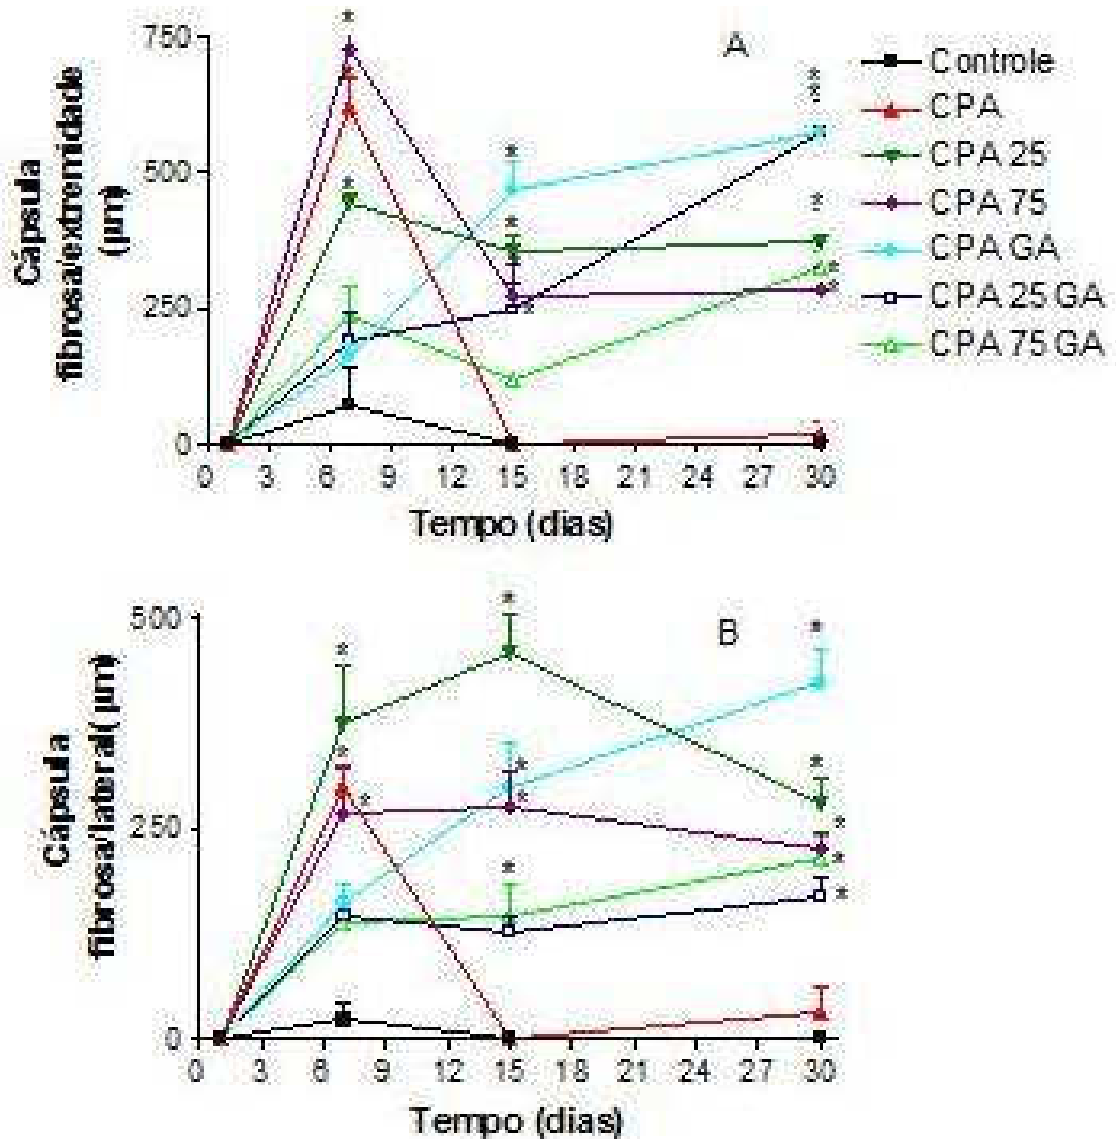 A
750
500
250
0
Cápsula
fibrosa/extremidade
(µm)
0 3 6 9 12 15 18 21 24 27 30
Tempo (dias)
Controle
CPA
CPA 25
CPA 75
CPA GA
CPA 25 GA
CPA 75 GA
B
500
250
0
Cápsula
fibrosa/lateral(µm)
0 3 6 9 12 15 18 21 24 27 30
Tempo (dias)